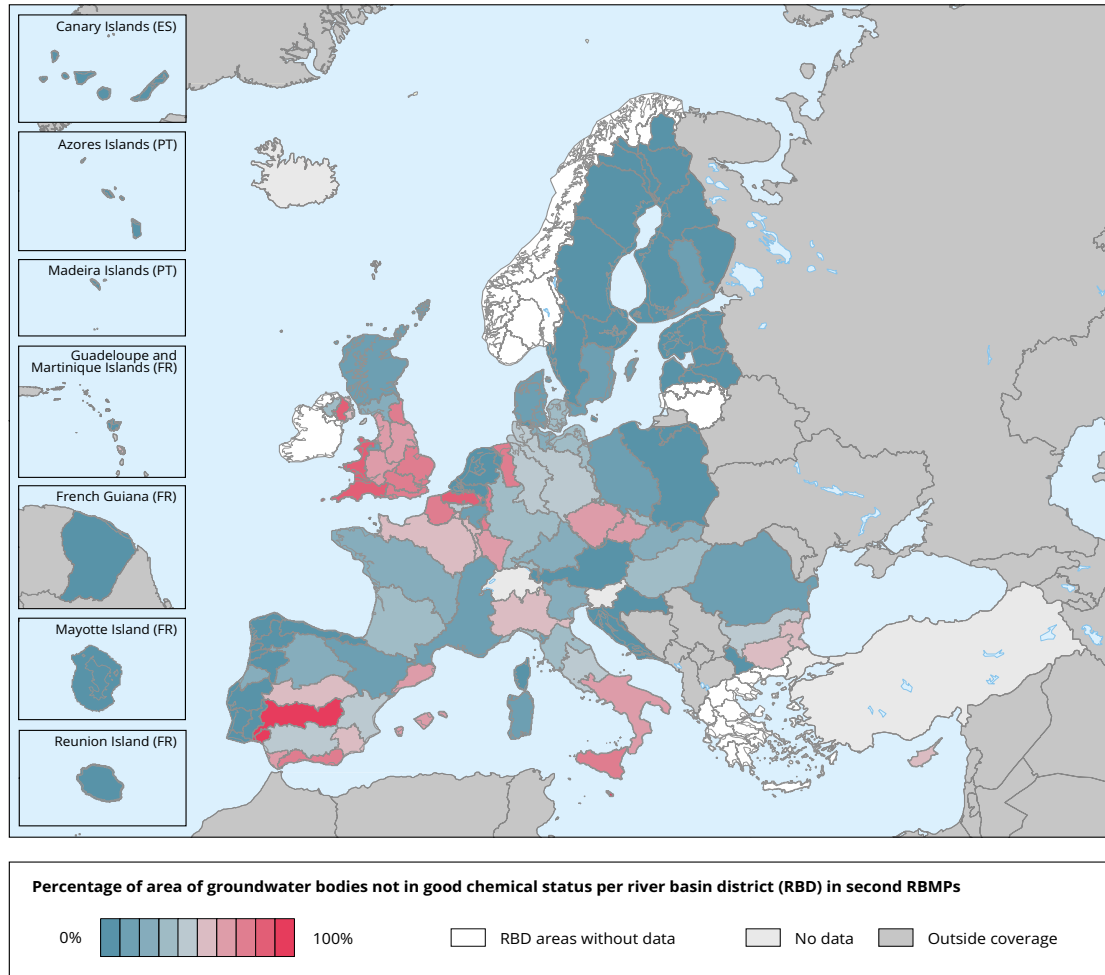 Canary Islands (ES)
Azores Islands (PT)
Madeira Islands (PT)
Guadeloupe and
Martinique Islands (FR)
French Guiana (FR)
Mayotte Island (FR)
Reunion Island (FR)
Percentage of area of groundwater bodies not in good chemical status per river basin district (RBD) in second RBMPs
0% 100% RBD areas without data No data Outside coverage